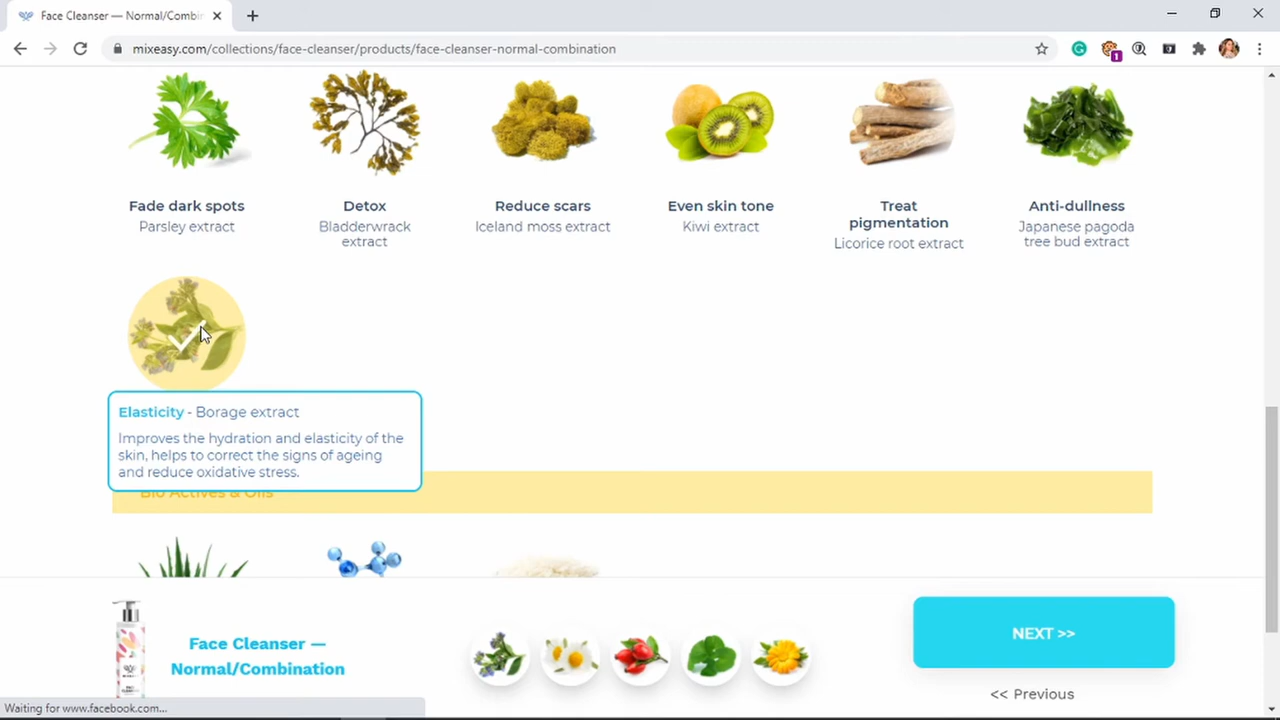 Face Cleanser — Normal/Combin
mixeasy.com/collections/face-cleanser/products/face-cleanser-normal-combination
1
Fade dark spots
Parsley extract
Detox
Bladderwrack
extract
Reduce scars
Iceland moss extract
Even skin tone
Kiwi extract
Treat
pigmentation
Licorice root extract
Anti-dullness
Japanese pagoda
tree bud extract
Elasticity - Borage extract
Improves the hydration and elasticity of the
skin, helps to correct the signs of ageing
and reduce oxidative stress.
Bio Actives & Oils
Face Cleanser —
Normal/Combination
NEXT >>
<< Previous
Waiting for www.facebook.com...